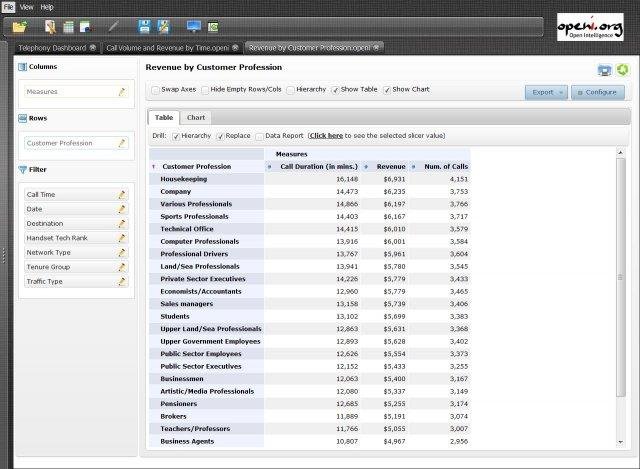 File View Help
openi.org
Open Intelligence
Telephony Dashboard
Call Volume and Revenue by Time.openi
Revenue by Customer Profession.openi
Columns
Measures
Rows
Customer Profession
Filter
Call Time
Date
Destination
Handset Tech Rank
Network Type
Tenure Group
Traffic Type
Revenue by Customer Profession
Swap Axes Hide Empty Rows/Cols Hierarchy Show Table Show Chart
Export Configure
Table Chart
Drill: Hierarchy Replace Data Report (Click here to see the selected slicer value)
Measures
Customer Profession Call Duration (in mins.) Revenue Num. of Calls
Housekeeping 16,148 $6,931 4,151
Company 14,473 $6,235 3,753
Various Professionals 14,866 $6,197 3,766
Sports Professionals 14,403 $6,167 3,717
Technical Office 14,415 $6,010 3,579
Computer Professionals 13,916 $6,001 3,584
Professional Drivers 13,767 $5,961 3,604
Land/Sea Professionals 13,941 $5,780 3,545
Private Sector Executives 14,226 $5,779 3,433
Economists/Accountants 12,960 $5,779 3,465
Sales managers 13,158 $5,739 3,406
Students 13,102 $5,699 3,383
Upper Land/Sea Professionals 12,863 $5,631 3,368
Upper Government Employees 12,893 $5,628 3,402
Public Sector Employees 12,626 $5,554 3,373
Public Sector Executives 12,152 $5,433 3,255
Businessmen 12,063 $5,400 3,167
Artistic/Media Professionals 12,080 $5,337 3,149
Pensioners 12,685 $5,255 3,174
Brokers 11,889 $5,191 3,074
Teachers/Professors 11,766 $5,055 3,007
Business Agents 10,807 $4,967 2,956